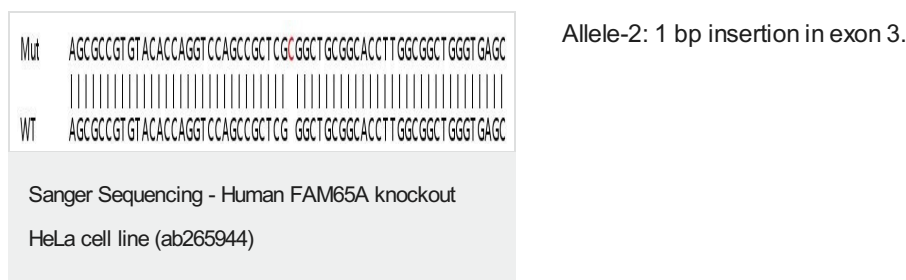 Mut AGCGCCGTGTACACCAGGTCCAGCCGCTCGCGGCTGCGGCACCTTGGCGGCTGGGTGAGC
WT AGCGCCGTGTACACCAGGTCCAGCCGCTCG GGCTGCGGCACCTTGGCGGCTGGGTGAGC
Allele-2: 1 bp insertion in exon 3.
Sanger Sequencing - Human FAM65A knockout
HeLa cell line (ab265944)